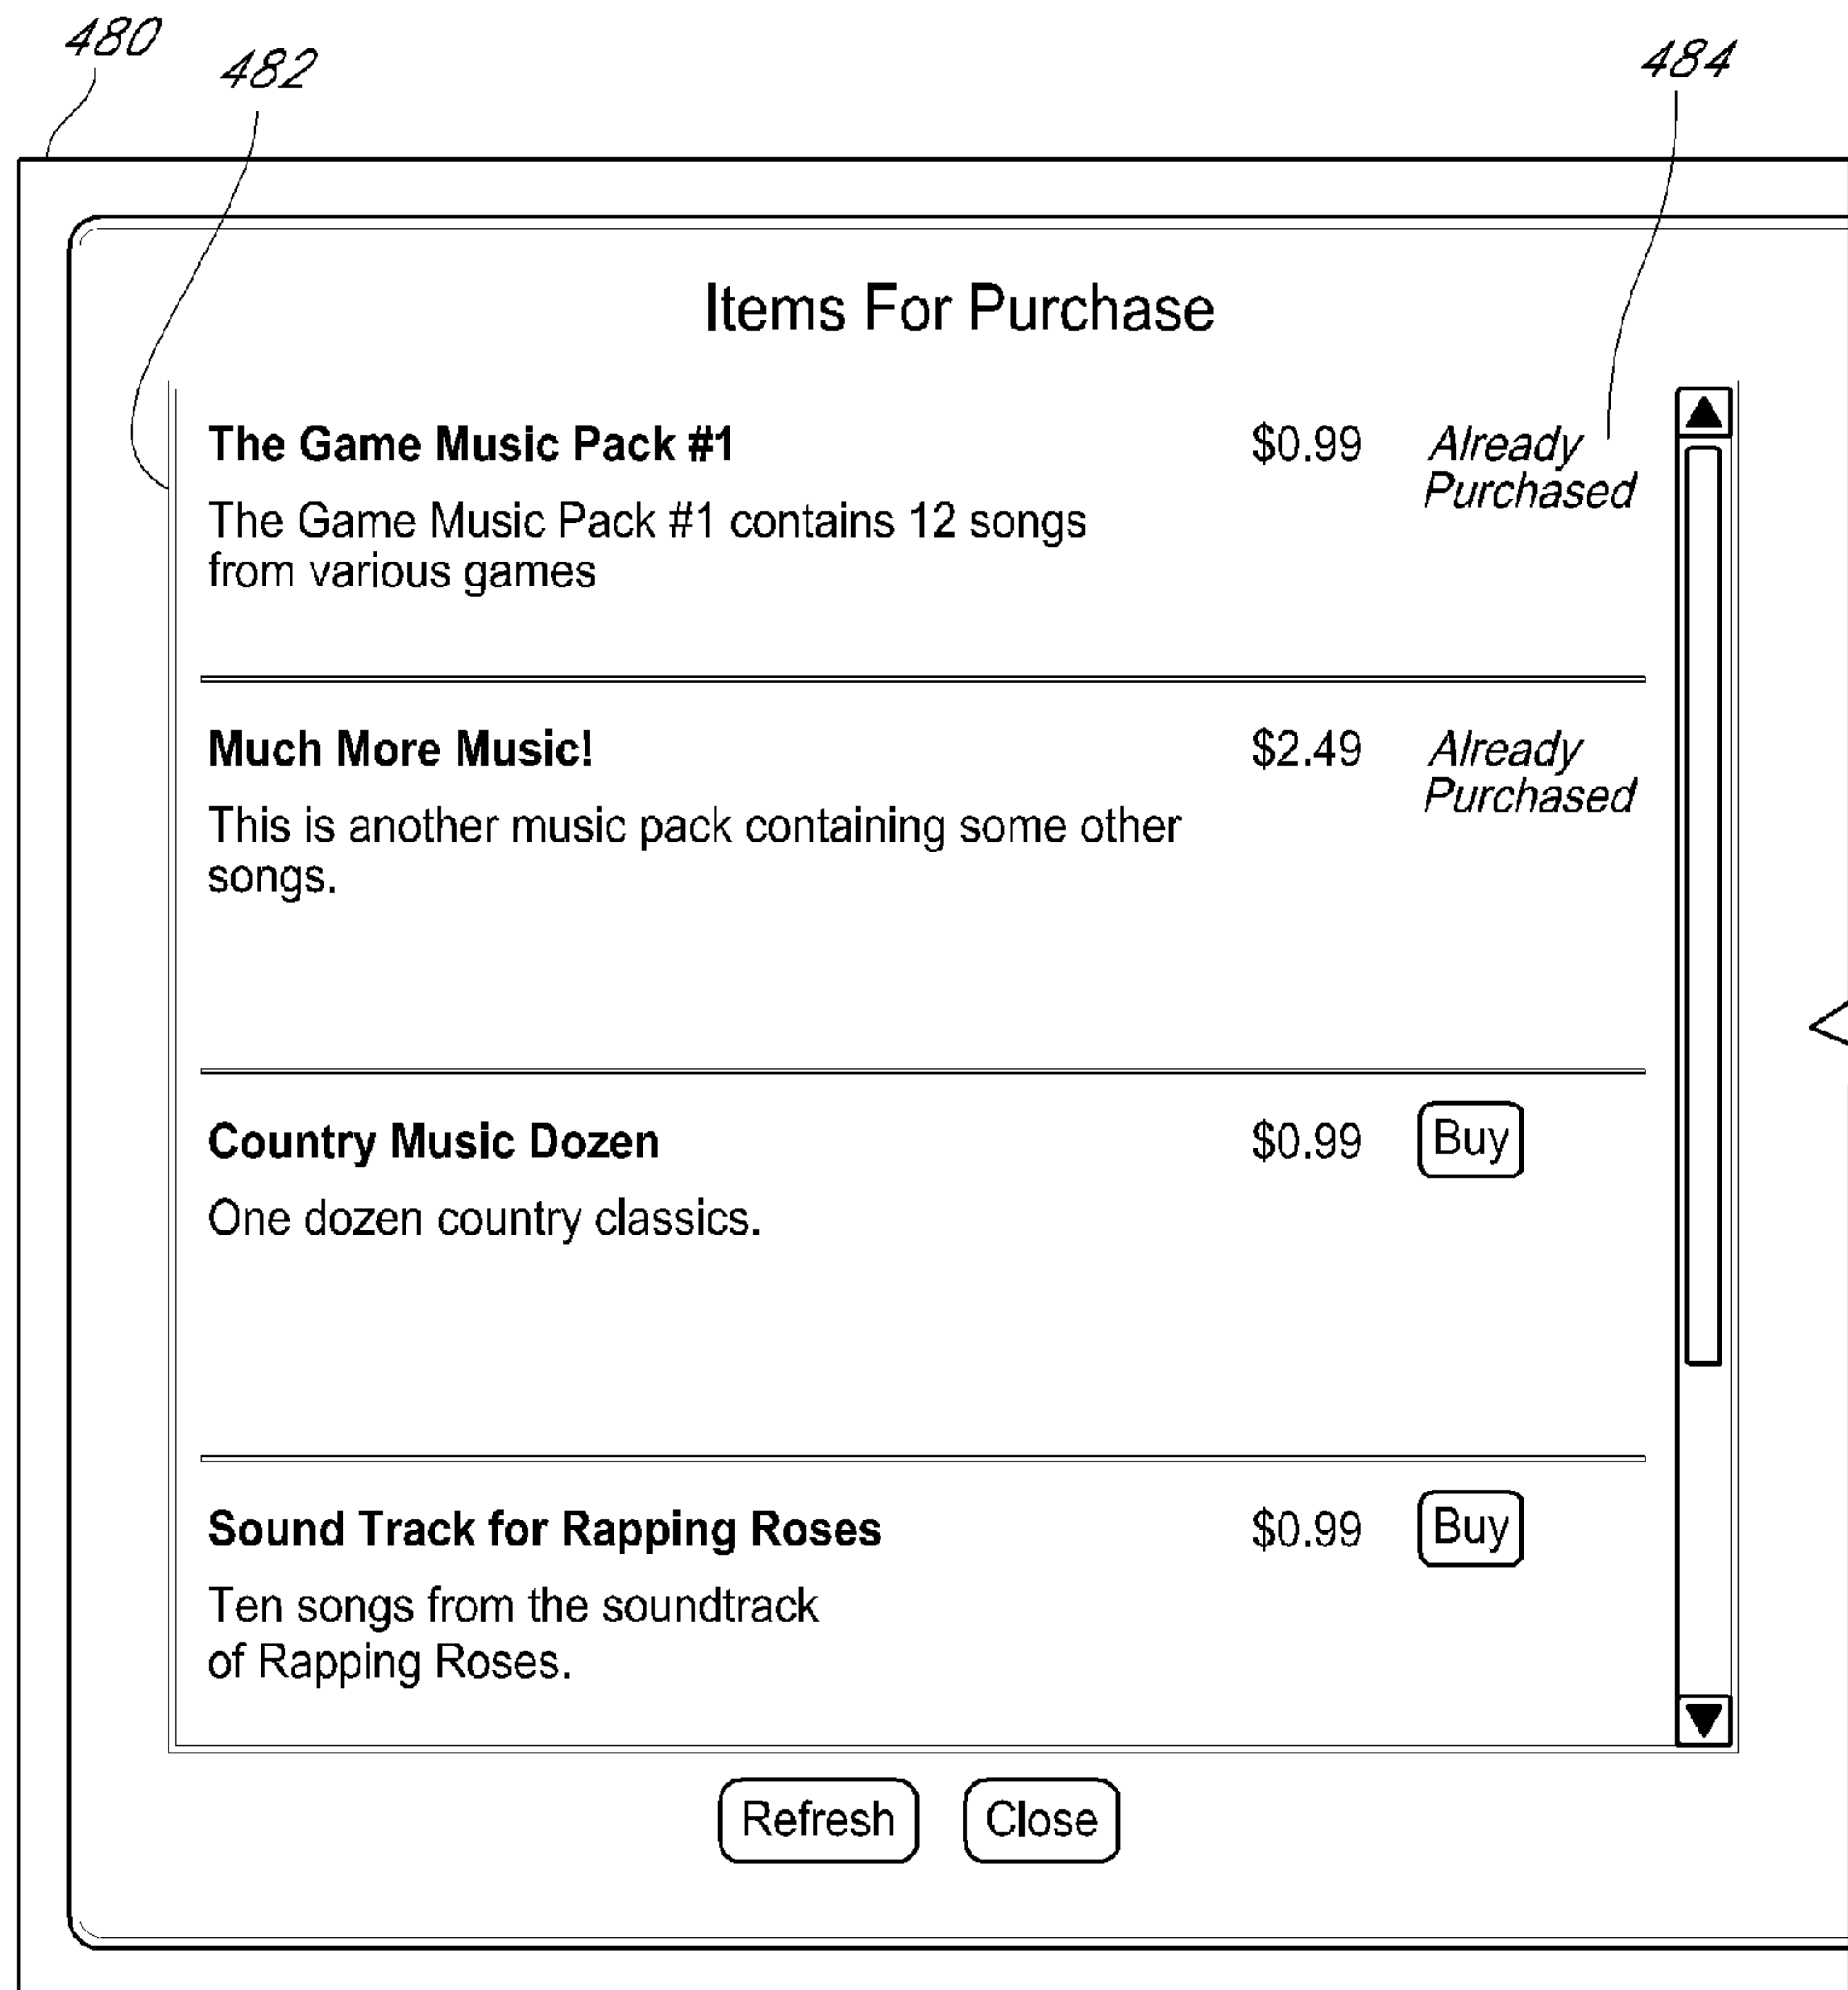 480
482
484
Items For Purchase
The Game Music Pack #1 $0.99 Already
Purchased
The Game Music Pack #1 contains 12 songs
from various games
Much More Music! $2.49 Already
Purchased
This is another music pack containing some other
songs.
Country Music Dozen $0.99 Buy
One dozen country classics.
Sound Track for Rapping Roses $0.99 Buy
Ten songs from the soundtrack
of Rapping Roses.
Refresh Close